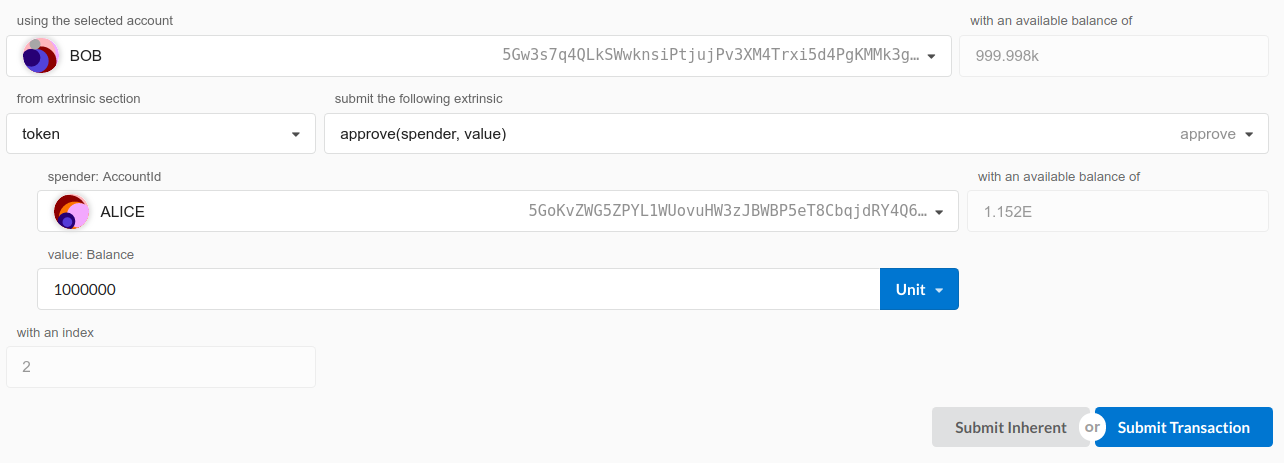 using the selected account
with an available balance of
BOB
5Gw3s7q4QLkSWwknsiPtjujPv3XM4Trxi5d4PgKMMk3g…
999.998k
from extrinsic section
submit the following extrinsic
token
approve(spender, value)
approve
spender: AccountId
with an available balance of
ALICE
5GoKvZWG5ZPYL1WUovuHW3zJBWBP5eT8CbqjdRY4Q6…
1.152E
value: Balance
1000000
Unit
with an index
2
Submit Inherent
or
Submit Transaction